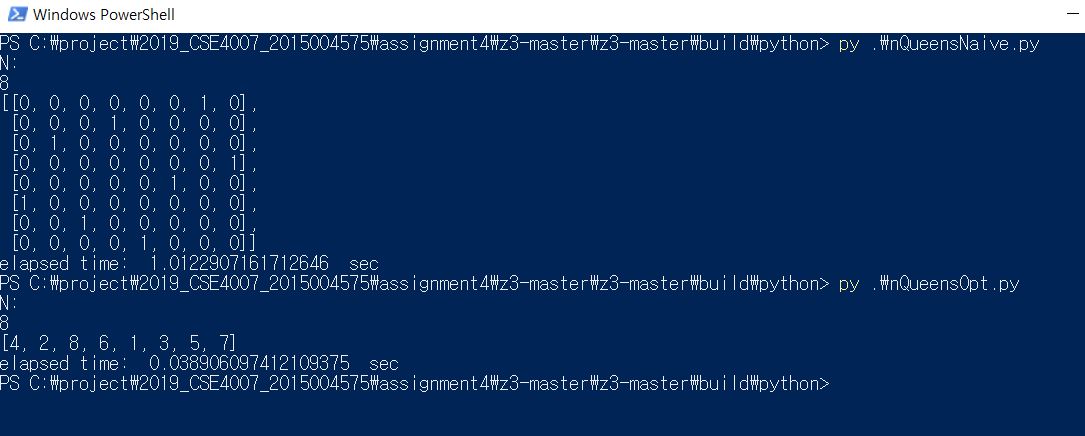 Windows PowerShell
PS C:₩project₩2019_CSE4007_2015004575₩assignment4₩z3-master₩z3-master₩build₩python> py .₩nQueensNaive.py
N:
8
[[0, 0, 0, 0, 0, 0, 1, 0],
 [0, 0, 0, 1, 0, 0, 0, 0],
 [0, 1, 0, 0, 0, 0, 0, 0],
 [0, 0, 0, 0, 0, 0, 0, 1],
 [0, 0, 0, 0, 0, 1, 0, 0],
 [1, 0, 0, 0, 0, 0, 0, 0],
 [0, 0, 1, 0, 0, 0, 0, 0],
 [0, 0, 0, 0, 1, 0, 0, 0]]
elapsed time:  1.0122907161712646  sec
PS C:₩project₩2019_CSE4007_2015004575₩assignment4₩z3-master₩z3-master₩build₩python> py .₩nQueensOpt.py
N:
8
[4, 2, 8, 6, 1, 3, 5, 7]
elapsed time:  0.038906097412109375  sec
PS C:₩project₩2019_CSE4007_2015004575₩assignment4₩z3-master₩z3-master₩build₩python>